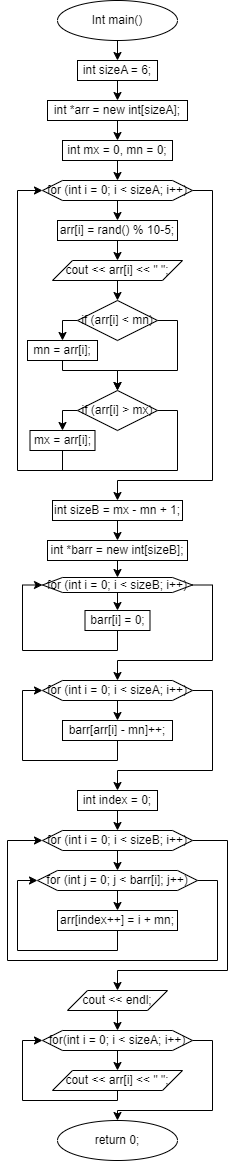 Int main()
int sizeA = 6;
int *arr = new int[sizeA];
int mx = 0, mn = 0;
for (int i = 0; i < sizeA; i++)
arr[i] = rand() % 10-5;
cout << arr[i] << " ";
if (arr[i] < mn)
mn = arr[i];
if (arr[i] > mx)
mx = arr[i];
int sizeB = mx - mn + 1;
int *barr = new int[sizeB];
for (int i = 0; i < sizeB; i++)
barr[i] = 0;
for (int i = 0; i < sizeA; i++)
barr[arr[i] - mn]++;
int index = 0;
for (int i = 0; i < sizeB; i++)
for (int j = 0; j < barr[i]; j++)
arr[index++] = i + mn;
cout << endl;
for(int i = 0; i < sizeA; i++)
cout << arr[i] << " ";
return 0;